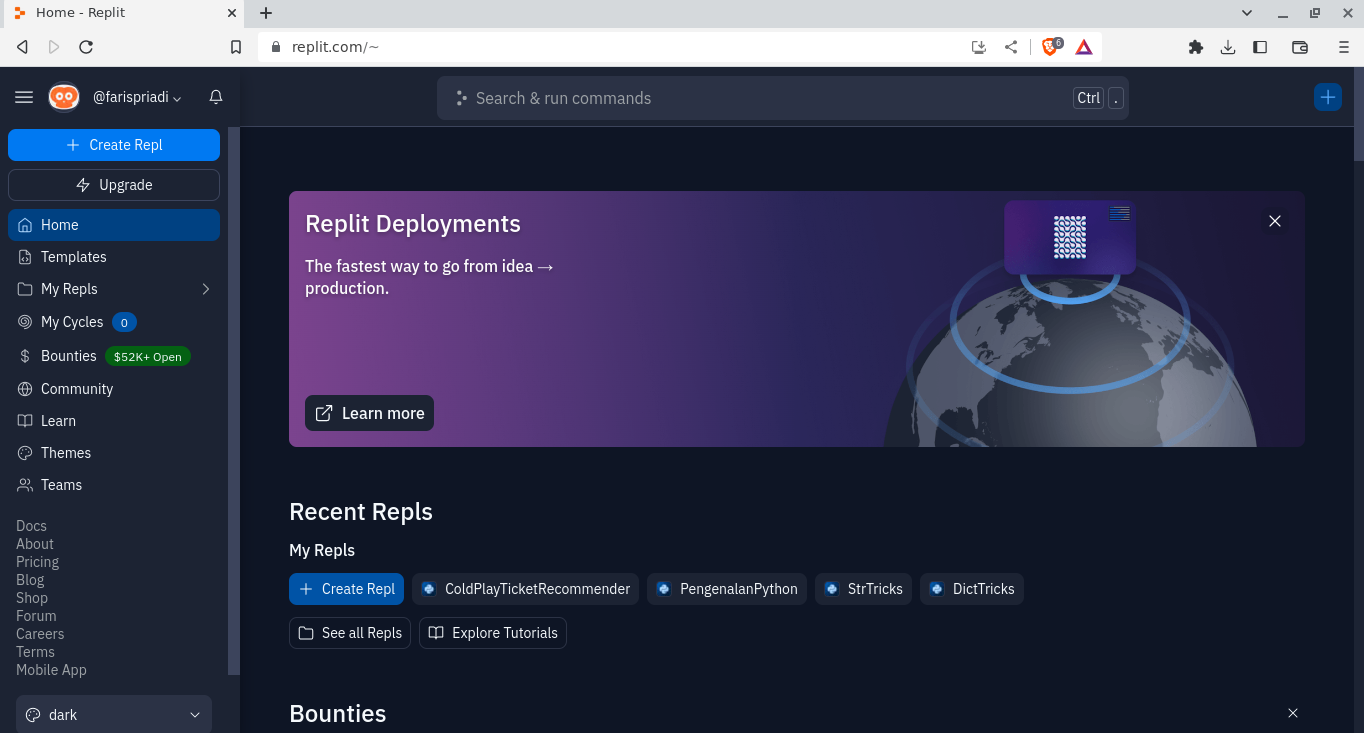 Home - Replit
replit.com/~
6
@farispriadi
Search & run commands
Ctrl .
Create Repl
Upgrade
Home
Templates
My Repls
My Cycles 0
Bounties $52K+ Open
Community
Learn
Themes
Teams
Docs
About
Pricing
Blog
Shop
Forum
Careers
Terms
Mobile App
dark
Replit Deployments
The fastest way to go from idea →
production.
Learn more
Recent Repls
My Repls
Create Repl ColdPlayTicketRecommender PengenalanPython StrTricks DictTricks
See all Repls Explore Tutorials
Bounties